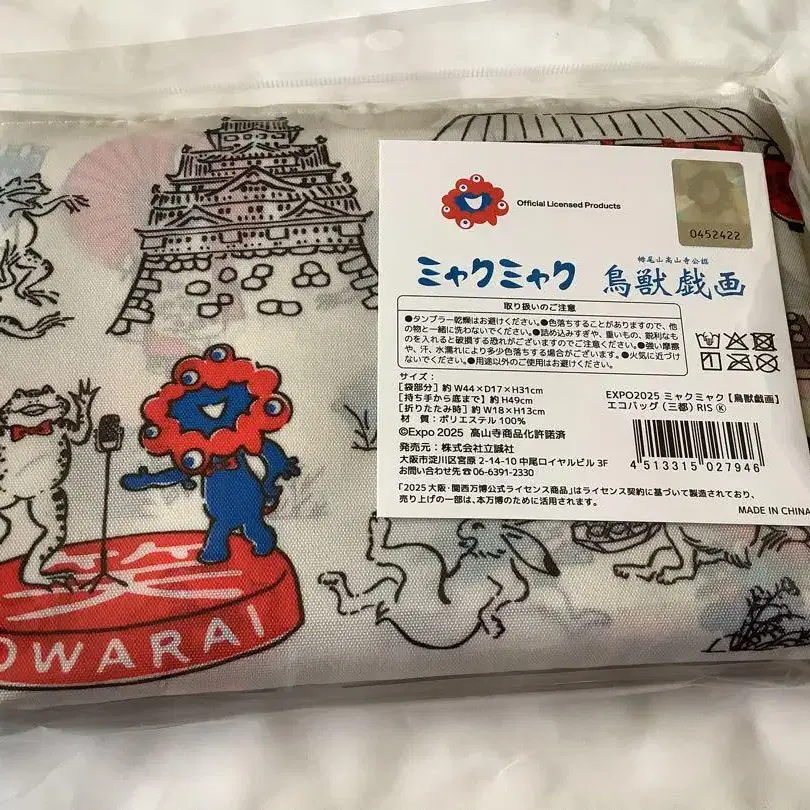 Official Licensed Products
0452422
栂尾山高山寺公認
ミャクミャク 鳥獣戯画
取り扱いのご注意
●タンブラー乾燥はお避けください。●色落ちすることがありますので、他
の物と一緒に洗わないでください。●詰め込みすぎや、重いもの、鋭利なも
のを入れると破損する恐れがございますのでご注意ください。●強い摩擦
や、汗、水濡れにより多少色落ちする場合がございます。●火気に近づけ
ないでください。●用途以外のご使用はお避けください。
サイズ:
[袋部分] 約 W44×D17×H31cm
[持ち手から底まで] 約 H49cm
[折りたたみ時] 約 W18×H13cm
材 質:ポリエステル 100%
©Expo 2025 高山寺商品化許諾済
発売元:株式会社立誠社
大阪市淀川区宮原 2-14-10 中尾ロイヤルビル 3F
お問い合わせ先 ☎ 06-6391-2330
EXPO2025 ミャクミャク【鳥獣戯画】
エコバッグ (三都) RIS Ⓚ
4 513315 027946
「2025 大阪・関西万博公式ライセンス商品」はライセンス契約に基づいて製造されており、
売り上げの一部は、本万博のために活用されます。
MADE IN CHINA
OWARAI